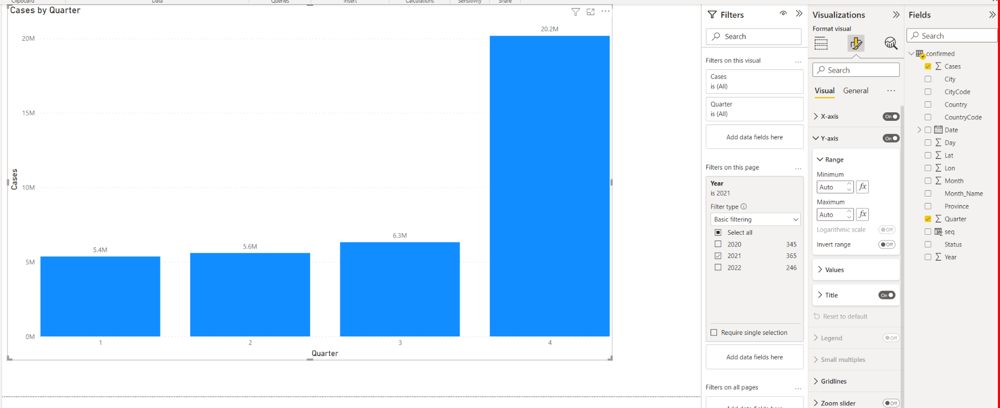 Clipboard
Data
Queries
Insert
Calculations
Sensitivity
Share
Cases by Quarter
20M
15M
10M
5M
0M
Cases
5.4M
5.6M
6.3M
20.2M
1
2
3
4
Quarter
Filters
Search
Filters on this visual
...
Cases
is (All)
Quarter
is (All)
Add data fields here
Filters on this page
...
Year
is 2021
Filter type
Basic filtering
Select all
2020 345
2021 365
2022 246
Require single selection
Add data fields here
Filters on all pages
...
Add data fields here
Visualizations
Format visual
Search
Visual General ...
X-axis On
Y-axis On
Range
Minimum
Auto fx
Maximum
Auto fx
Logarithmic scale Off
Invert range Off
Values
Title On
Reset to default
Legend Off
Small multiples
Gridlines
Zoom slider Off
Fields
Search
confirmed
Cases
City
CityCode
Country
CountryCode
Date
Day
Lat
Lon
Month
Month_Name
Province
Quarter
seq
Status
Year